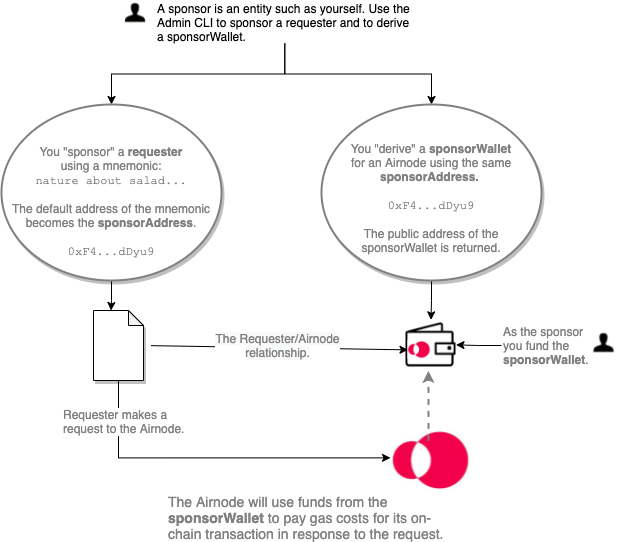 A sponsor is an entity such as yourself. Use the
Admin CLI to sponsor a requester and to derive
a sponsorWallet.
You "sponsor" a requester
using a mnemonic:
nature about salad...
The default address of the mnemonic
becomes the sponsorAddress.
0xF4...dDyu9
You "derive" a sponsorWallet
for an Airnode using the same
sponsorAddress.
0xF4...dDyu9
The public address of the
sponsorWallet is returned.
The Requester/Airnode
relationship.
As the sponsor
you fund the
sponsorWallet.
Requester makes a
request to the Airnode.
The Airnode will use funds from the
sponsorWallet to pay gas costs for its on-
chain transaction in response to the request.